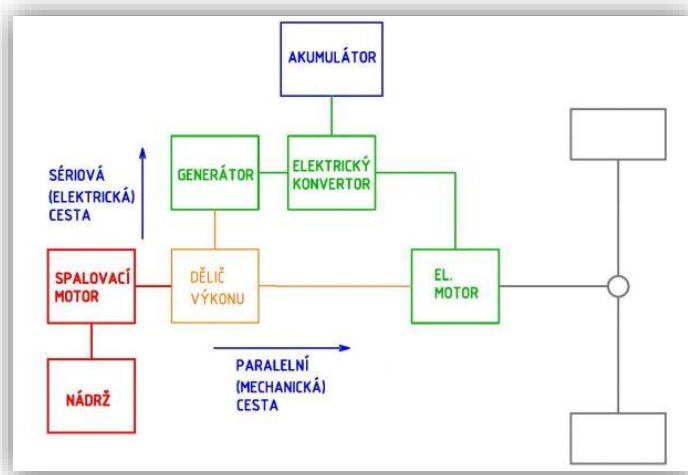 AKUMULÁTOR
SÉRIOVÁ
(ELEKTRICKÁ)
CESTA
GENERÁTOR
ELEKTRICKÝ
KONVERTOR
SPALOVACÍ
MOTOR
DĚLIČ
VÝKONU
EL.
MOTOR
NÁDRŽ
PARALELNÍ
(MECHANICKÁ)
CESTA